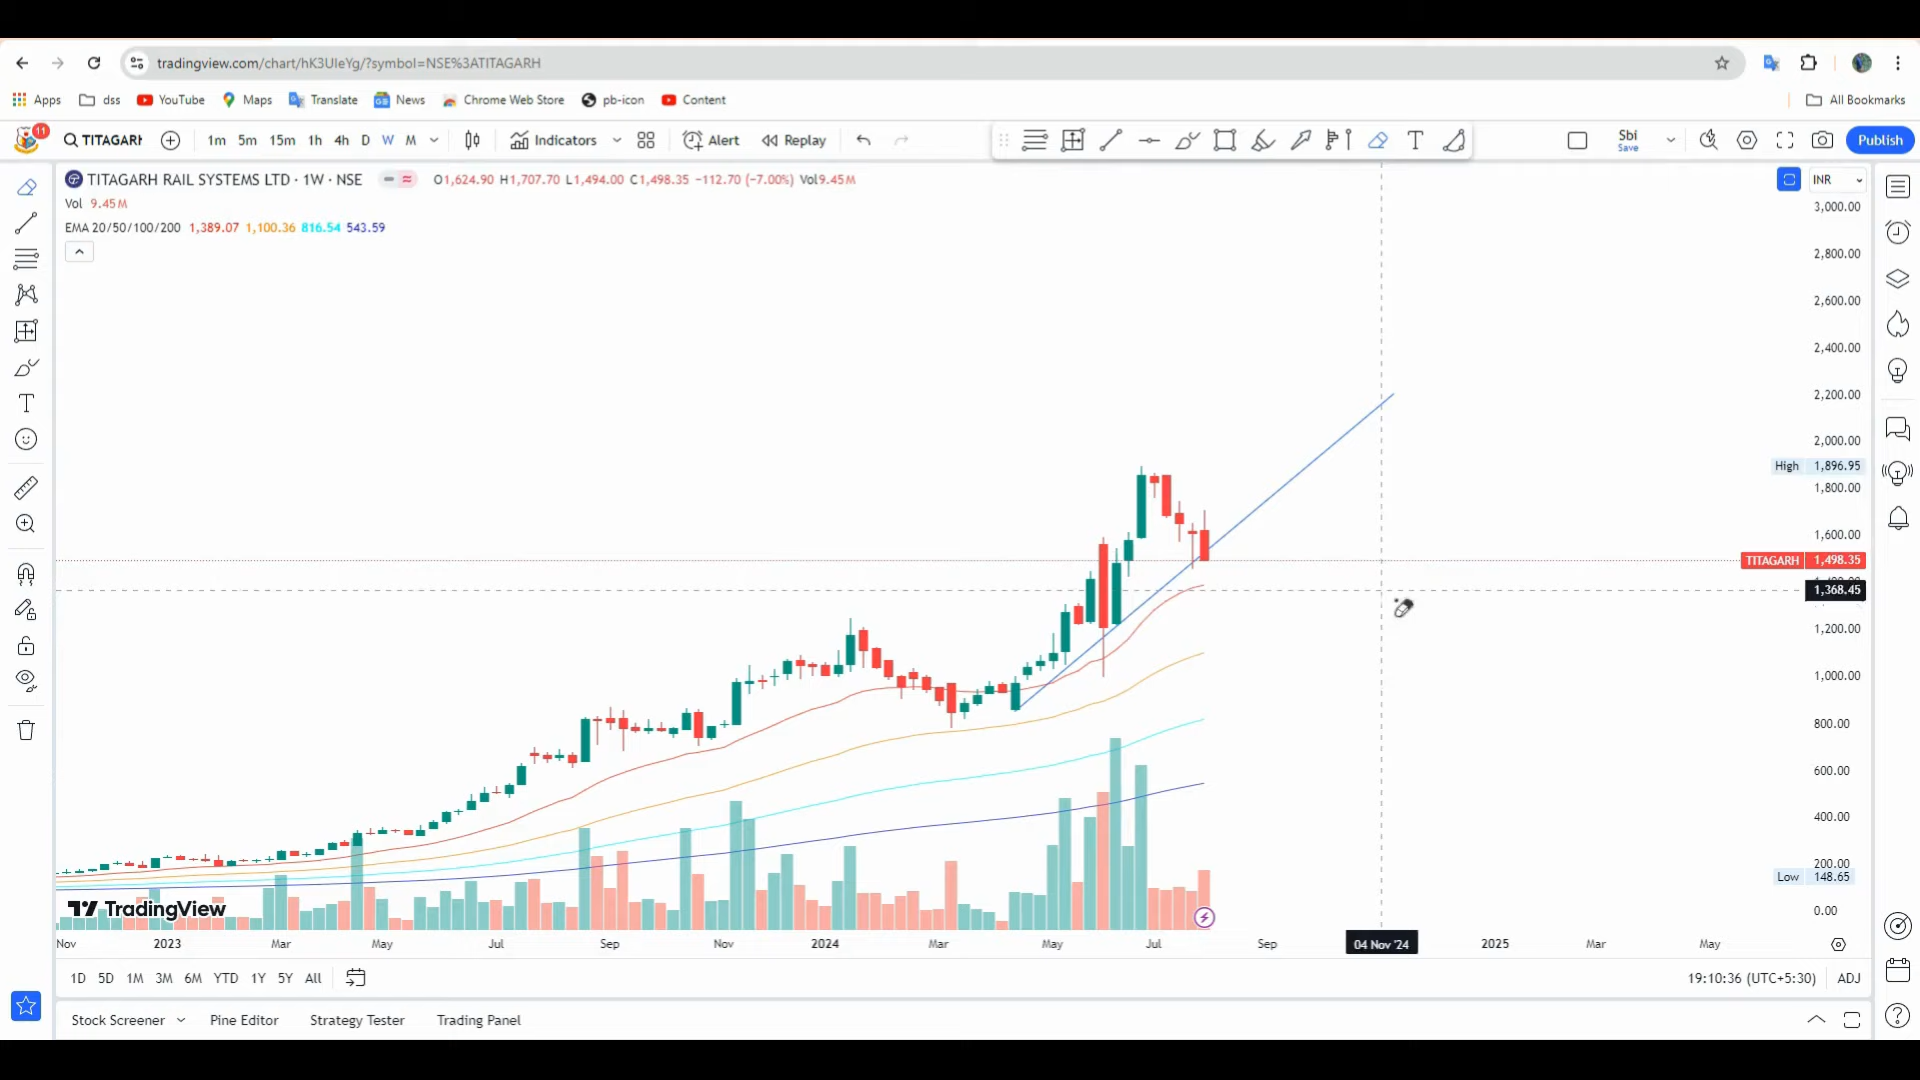 tradingview.com/chart/hK3UIeYg/?symbol=NSE%3ATITAGARH
Apps dss YouTube Maps Translate News Chrome Web Store pb-icon Content All Bookmarks
11 TITAGARH 1m 5m 15m 1h 4h D W M Indicators Alert Replay T Sbi Save Publish
TITAGARH RAIL SYSTEMS LTD · 1W · NSE O1,624.90 H1,707.70 L1,494.00 C1,498.35 −112.70 (−7.00%) Vol9.45M INR
Vol 9.45M
EMA 20/50/100/200 1,389.07 1,100.36 816.54 543.59
3,000.00
2,800.00
2,600.00
2,400.00
2,200.00
2,000.00
High 1,896.95
1,800.00
1,600.00
TITAGARH 1,498.35
1,368.45
1,200.00
1,000.00
800.00
600.00
400.00
200.00
Low 148.65
0.00
TradingView
Nov 2023 Mar May Jul Sep Nov 2024 Mar May Jul Sep 04 Nov '24 2025 Mar May
1D 5D 1M 3M 6M YTD 1Y 5Y All 19:10:36 (UTC+5:30) ADJ
Stock Screener Pine Editor Strategy Tester Trading Panel